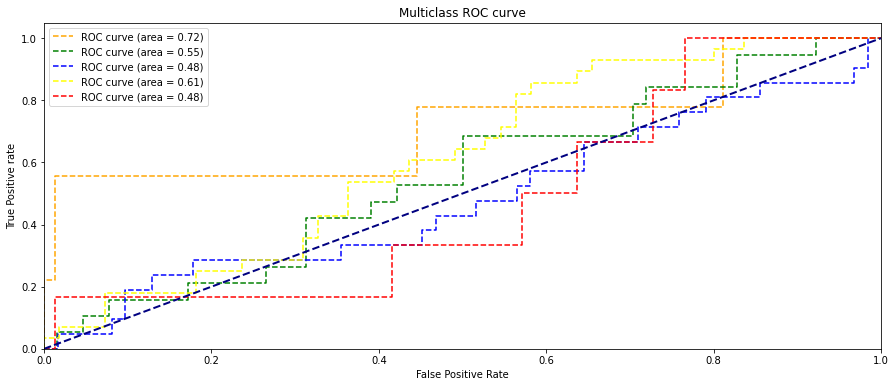 Multiclass ROC curve
ROC curve (area = 0.72)
ROC curve (area = 0.55)
ROC curve (area = 0.48)
ROC curve (area = 0.61)
ROC curve (area = 0.48)
True Positive rate
1.0
0.8
0.6
0.4
0.2
0.0
0.0 0.2 0.4 0.6 0.8 1.0
False Positive Rate